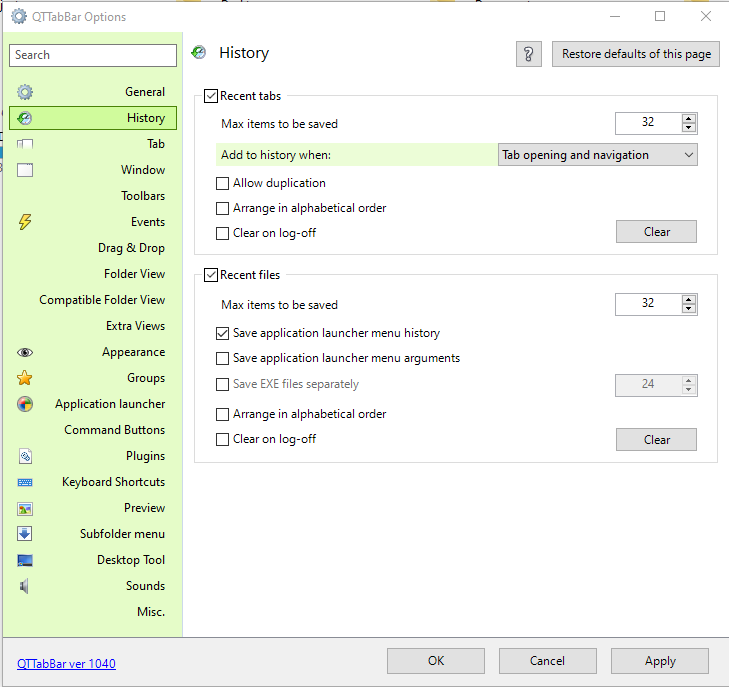 QTTabBar Options
Search
General
History
Tab
Window
Toolbars
Events
Drag & Drop
Folder View
Compatible Folder View
Extra Views
Appearance
Groups
Application launcher
Command Buttons
Plugins
Keyboard Shortcuts
Preview
Subfolder menu
Desktop Tool
Sounds
Misc.
History
?
Restore defaults of this page
Recent tabs
Max items to be saved 32
Add to history when: Tab opening and navigation
Allow duplication
Arrange in alphabetical order
Clear on log-off Clear
Recent files
Max items to be saved 32
Save application launcher menu history
Save application launcher menu arguments
Save EXE files separately 24
Arrange in alphabetical order
Clear on log-off Clear
QTTabBar ver 1040
OK Cancel Apply